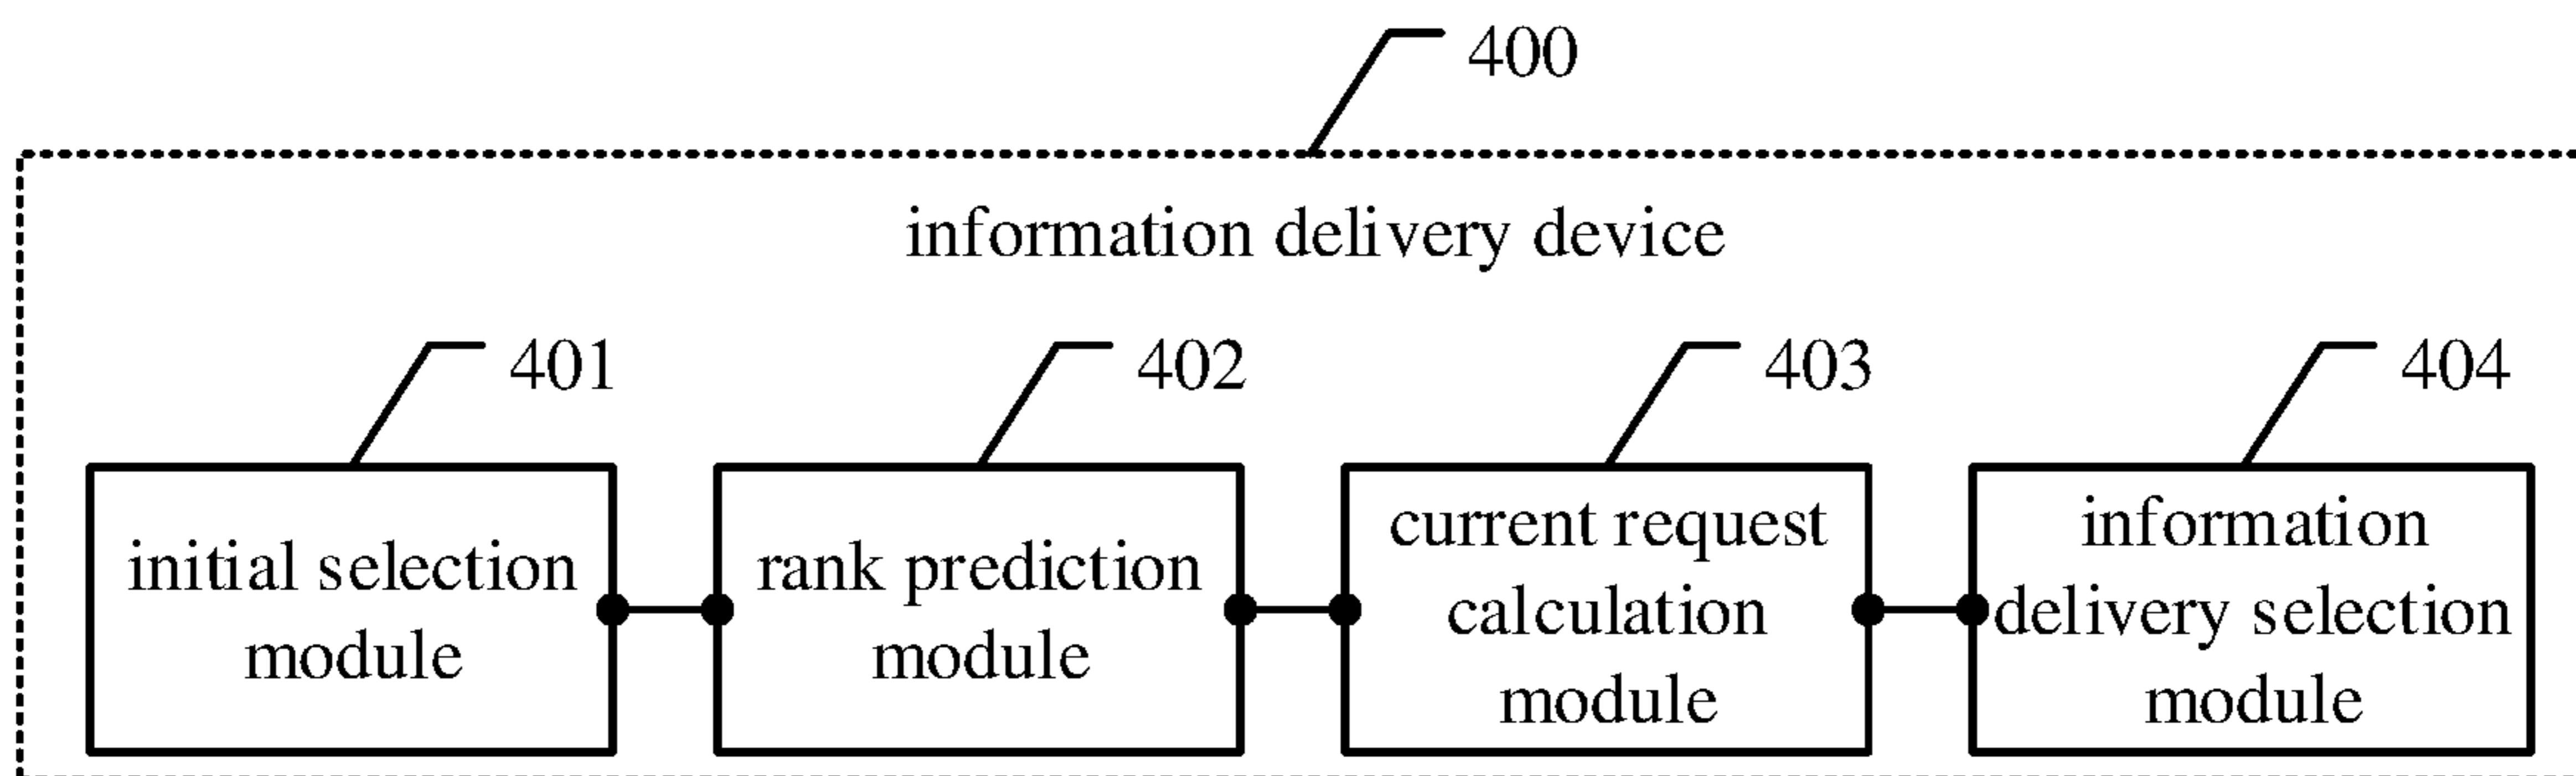 400
information delivery device
401
402
403
404
initial selection
module
rank prediction
module
current request
calculation
module
information
delivery selection
module